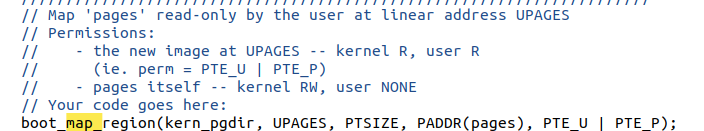 //////////////////////////////////////////////////////////////////////
// Map 'pages' read-only by the user at linear address UPAGES
// Permissions:
//    - the new image at UPAGES -- kernel R, user R
//      (ie. perm = PTE_U | PTE_P)
//    - pages itself -- kernel RW, user NONE
// Your code goes here:
boot_map_region(kern_pgdir, UPAGES, PTSIZE, PADDR(pages), PTE_U | PTE_P);